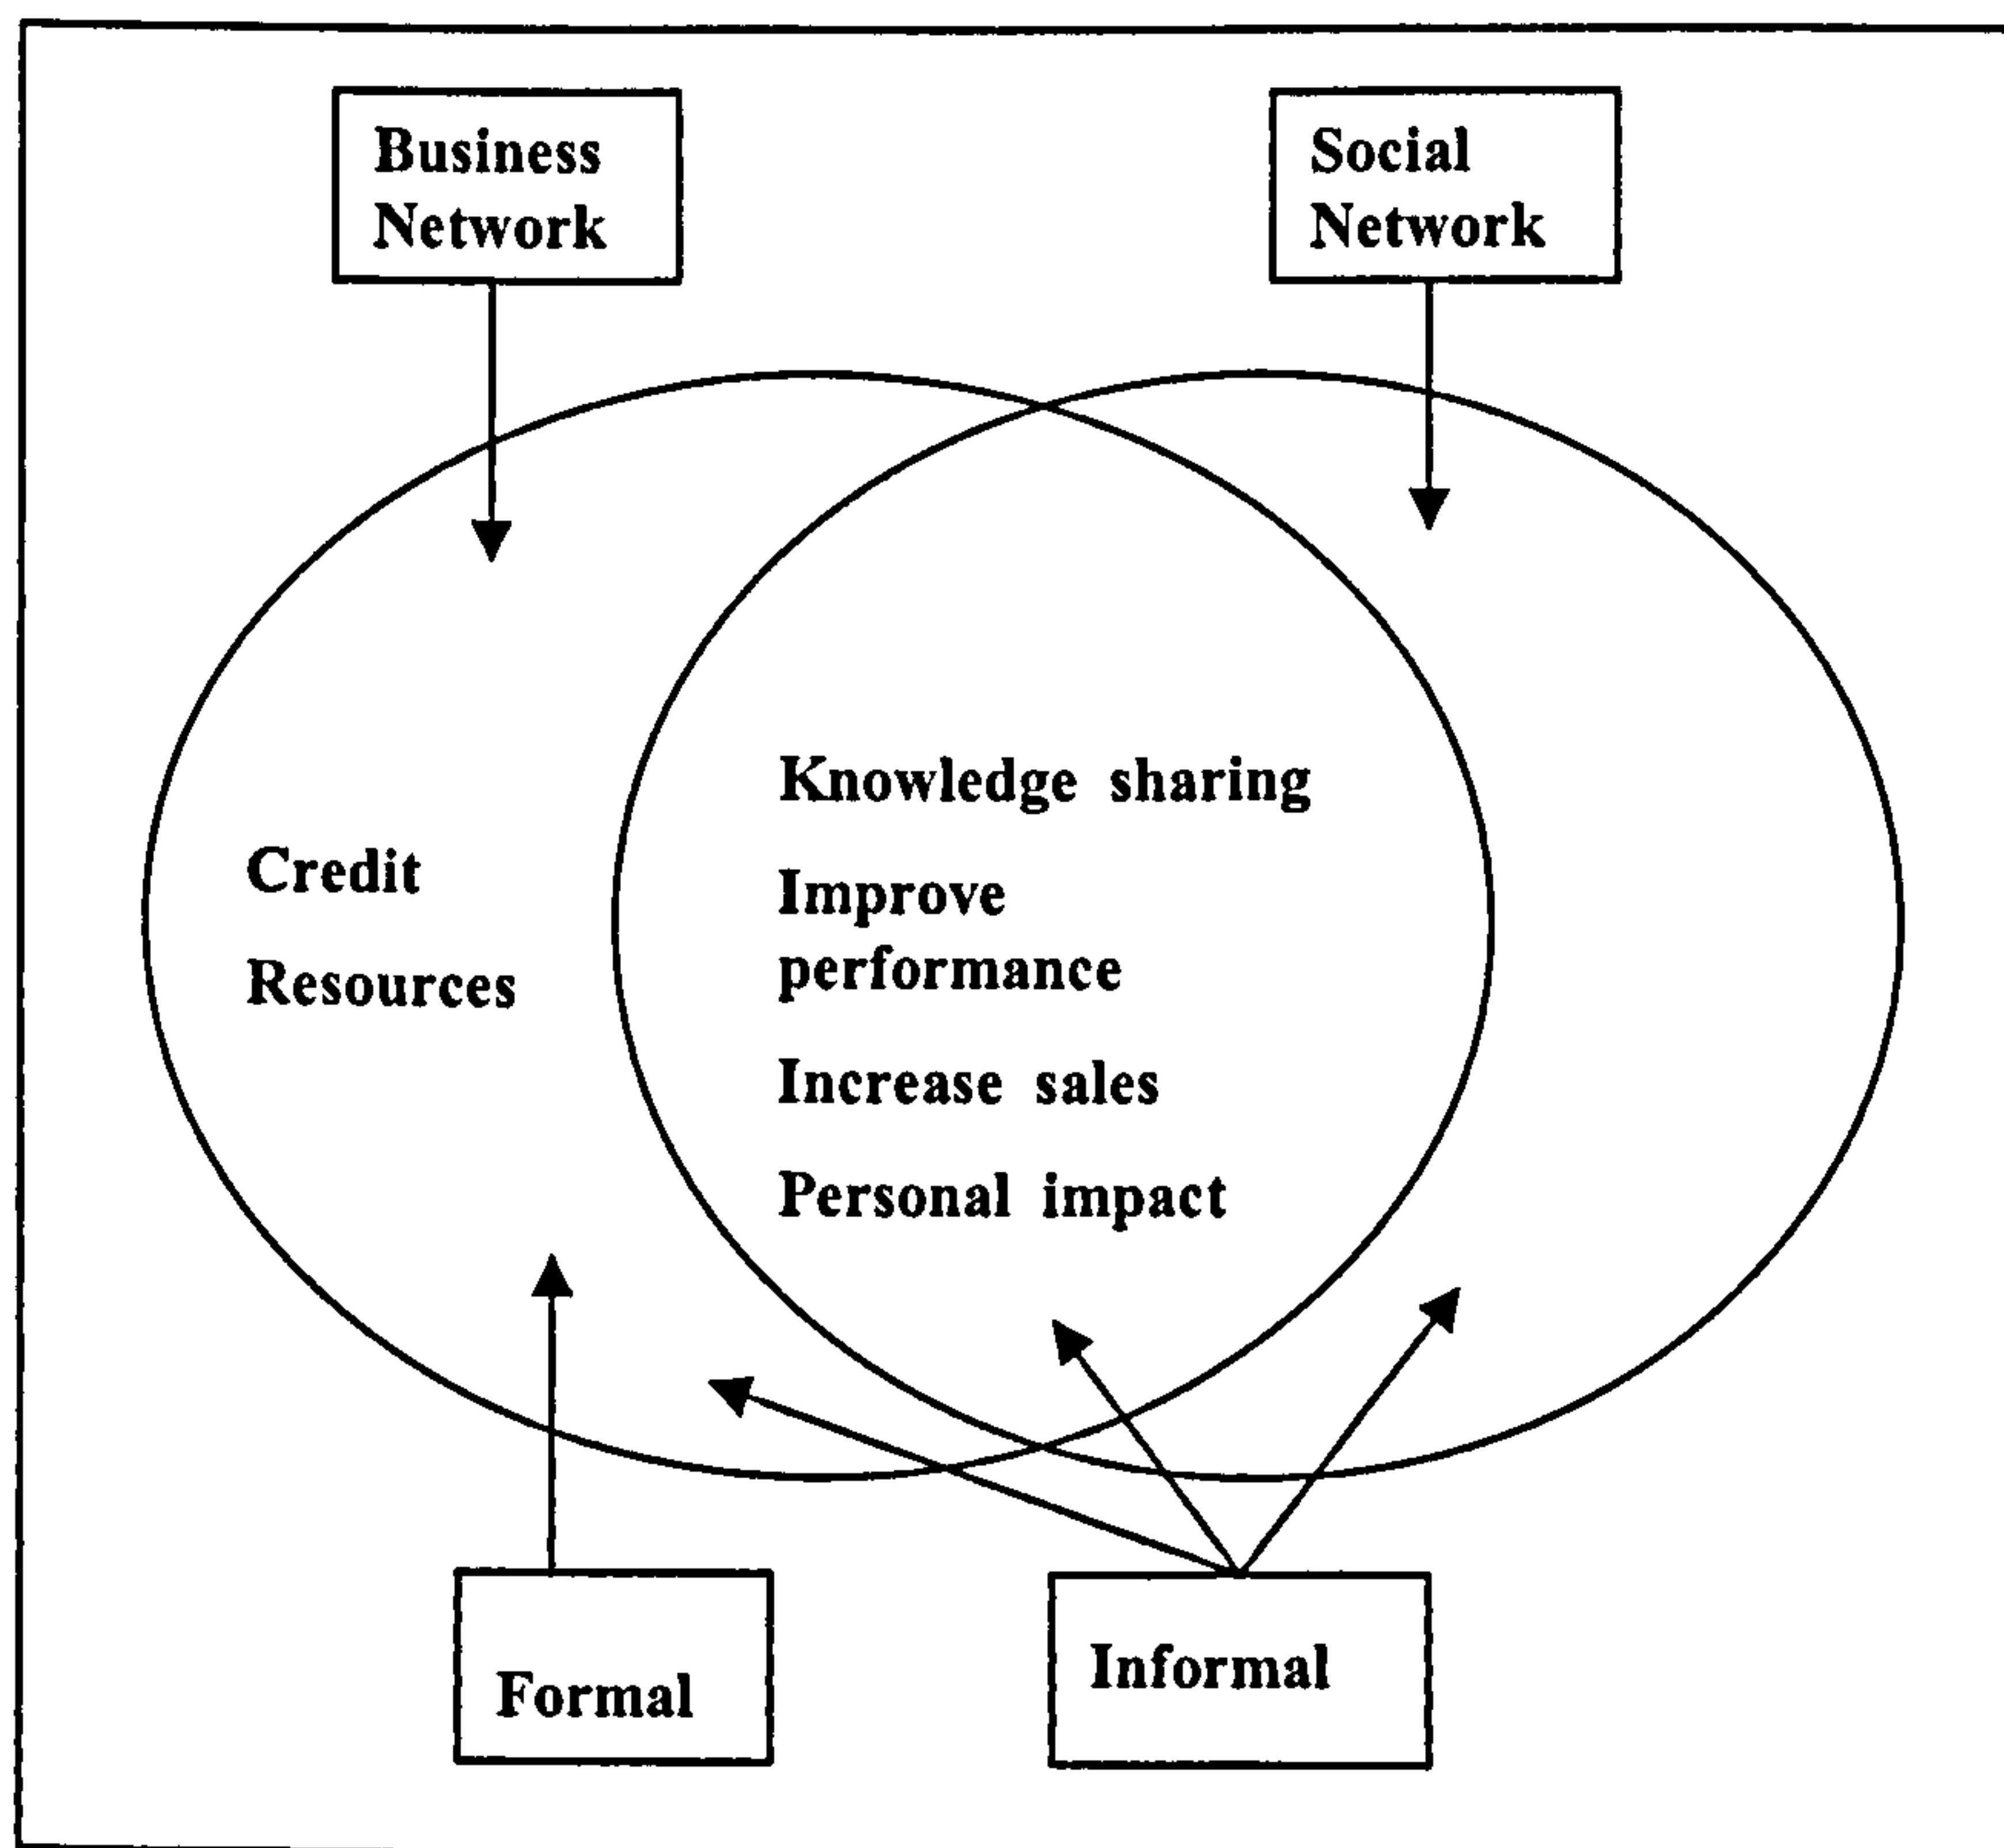 Business
Network
Social
Network
Knowledge sharing
Credit
Improve
performance
Resources
Increase sales
Personal impact
Formal
Informal